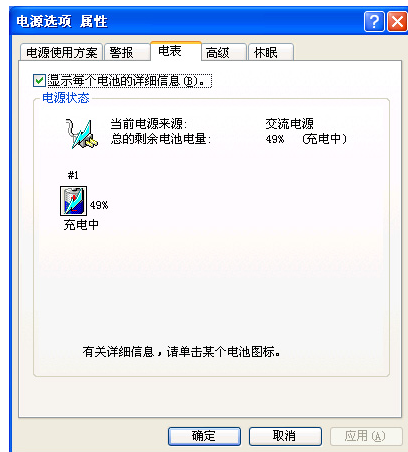 电源选项 属性
电源使用方案 警报 电表 高级 休眠
显示每个电池的详细信息(B)。
电源状态
当前电源来源: 交流电源
总的剩余电池电量: 49% (充电中)
#1
49%
充电中
有关详细信息，请单击某个电池图标。
确定 取消 应用(A)